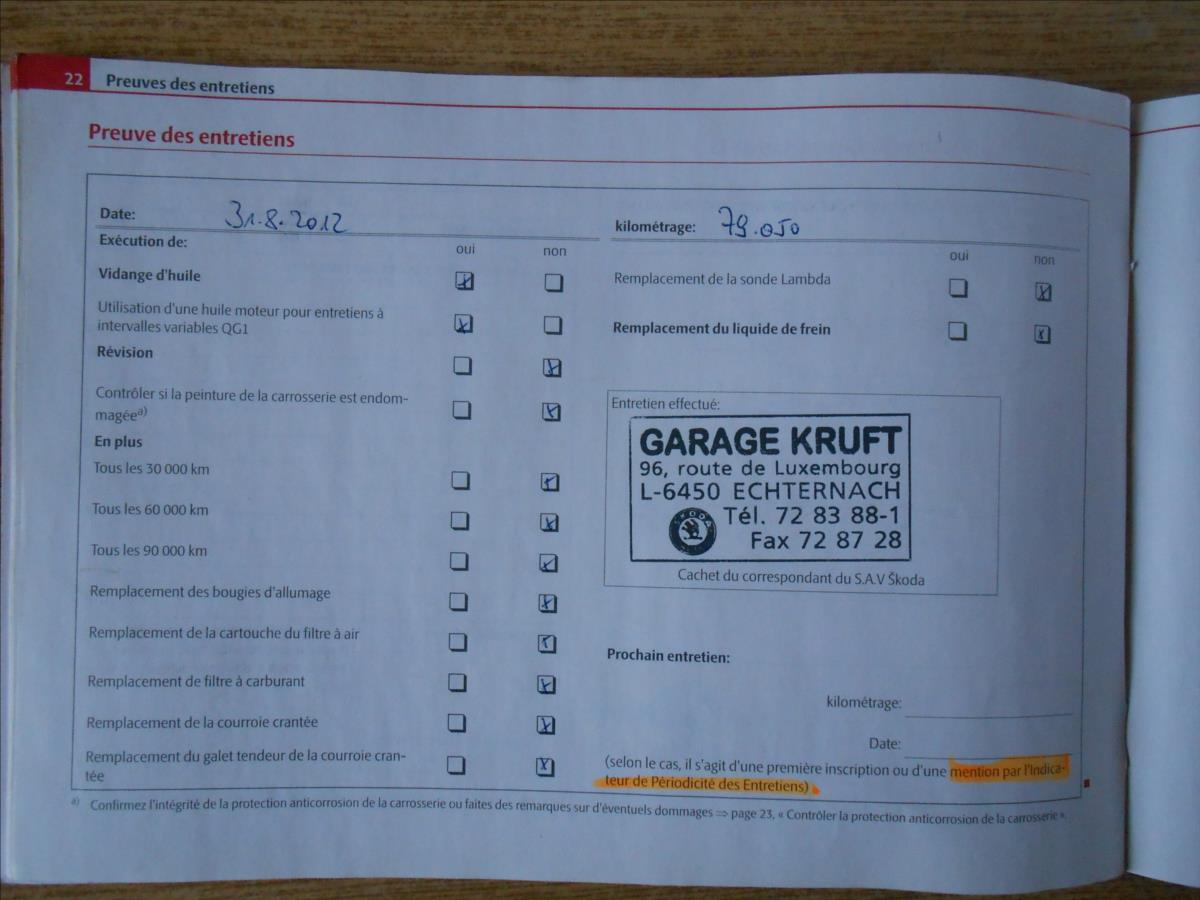 22 Preuves des entretiens
Preuve des entretiens
Date: 31.8.2012
Exécution de:
oui non
Vidange d'huile
Utilisation d'une huile moteur pour entretiens à
intervalles variables QG1
Révision
Contrôler si la peinture de la carrosserie est endom-
magéeᵃ⁾
En plus
Tous les 30 000 km
Tous les 60 000 km
Tous les 90 000 km
Remplacement des bougies d'allumage
Remplacement de la cartouche du filtre à air
Remplacement de filtre à carburant
Remplacement de la courroie crantée
Remplacement du galet tendeur de la courroie cran-
tée
kilométrage: 79.050
oui non
Remplacement de la sonde Lambda
Remplacement du liquide de frein
Entretien effectué:
GARAGE KRUFT
96, route de Luxembourg
L-6450 ECHTERNACH
SKODA
Tél. 72 83 88-1
Fax 72 87 28
Cachet du correspondant du S.A.V Škoda
Prochain entretien:
kilométrage:
Date:
(selon le cas, il s'agit d'une première inscription ou d'une mention par l'Indica-
teur de Périodicité des Entretiens)
ᵃ⁾ Confirmez l'intégrité de la protection anticorrosion de la carrosserie ou faites des remarques sur d'éventuels dommages ⇒ page 23, « Contrôler la protection anticorrosion de la carrosserie ».